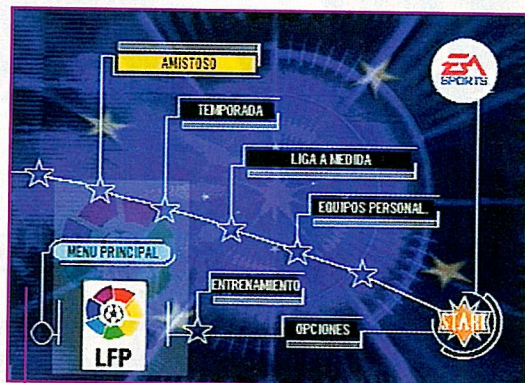 AMISTOSO
EA
SPORTS
TEMPORADA
LIGA A MEDIDA
EQUIPOS PERSONAL.
MENU PRINCIPAL
ENTRENAMIENTO
OPCIONES
START
LFP